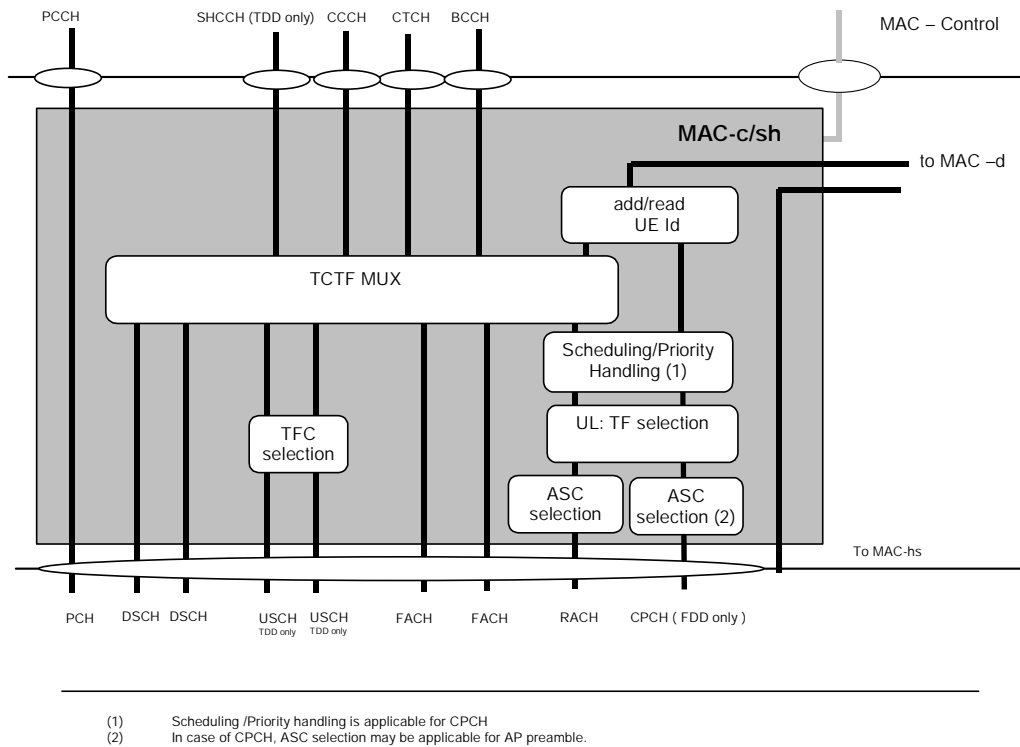 PCCH
SHCCH (TDD only)
CCCH
CTCH
BCCH
MAC – Control
MAC-c/sh
to MAC –d
add/read
UE Id
TCTF MUX
Scheduling/Priority
Handling (1)
UL: TF selection
TFC
selection
ASC
selection
ASC
selection (2)
To MAC-hs
PCH
DSCH
DSCH
USCH
TDD only
USCH
TDD only
FACH
FACH
RACH
CPCH ( FDD only )
(1) Scheduling /Priority handling is applicable for CPCH
(2) In case of CPCH, ASC selection may be applicable for AP preamble.